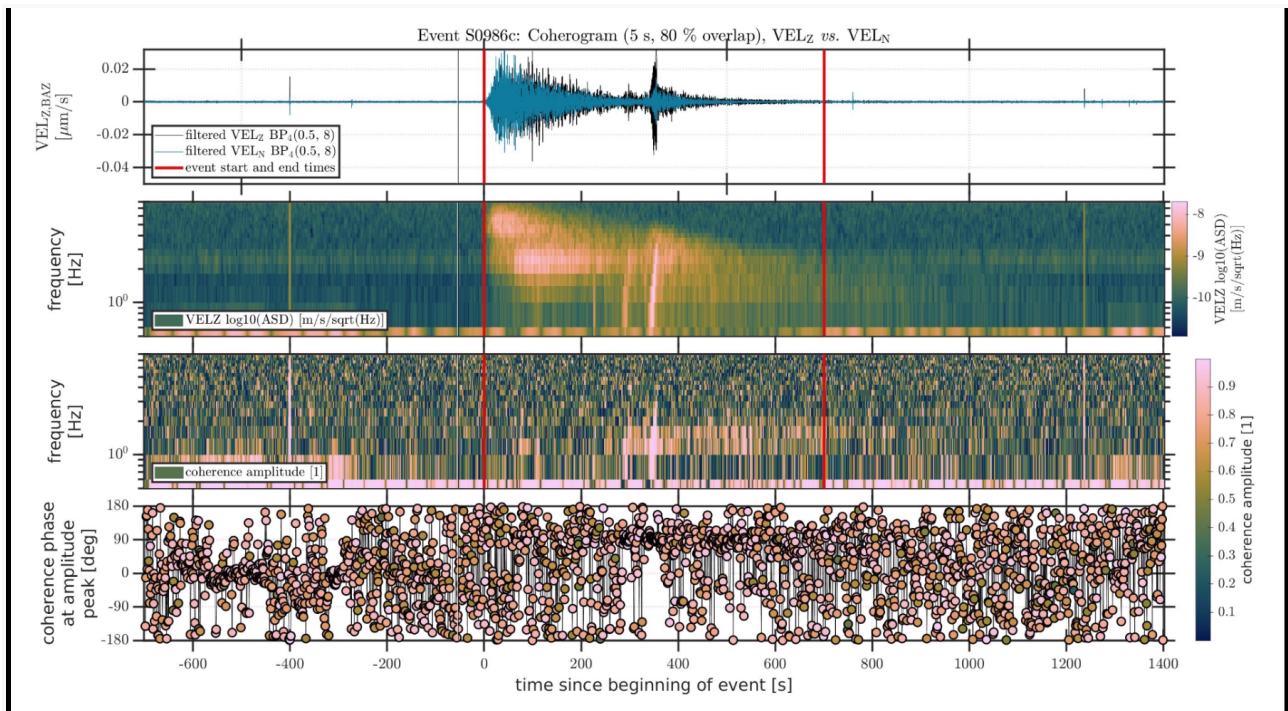 Event S0986c: Coherogram (5 s, 80 % overlap), VELZ vs. VELN
VELZ,BAZ
[μm/s]
0.02
0
-0.02
-0.04
filtered VELZ BP4(0.5, 8)
filtered VELN BP4(0.5, 8)
event start and end times
frequency
[Hz]
10^0
VELZ log10(ASD) [m/s/sqrt(Hz)]
-8
-9
-10
VELZ log10(ASD)
[m/s/sqrt(Hz)]
frequency
[Hz]
10^0
coherence amplitude [1]
0.9
0.8
0.7
0.6
0.5
0.4
0.3
0.2
0.1
coherence amplitude [1]
coherence phase
at amplitude
peak [deg]
180
90
0
-90
-180
-600 -400 -200 0 200 400 600 800 1000 1200 1400
time since beginning of event [s]